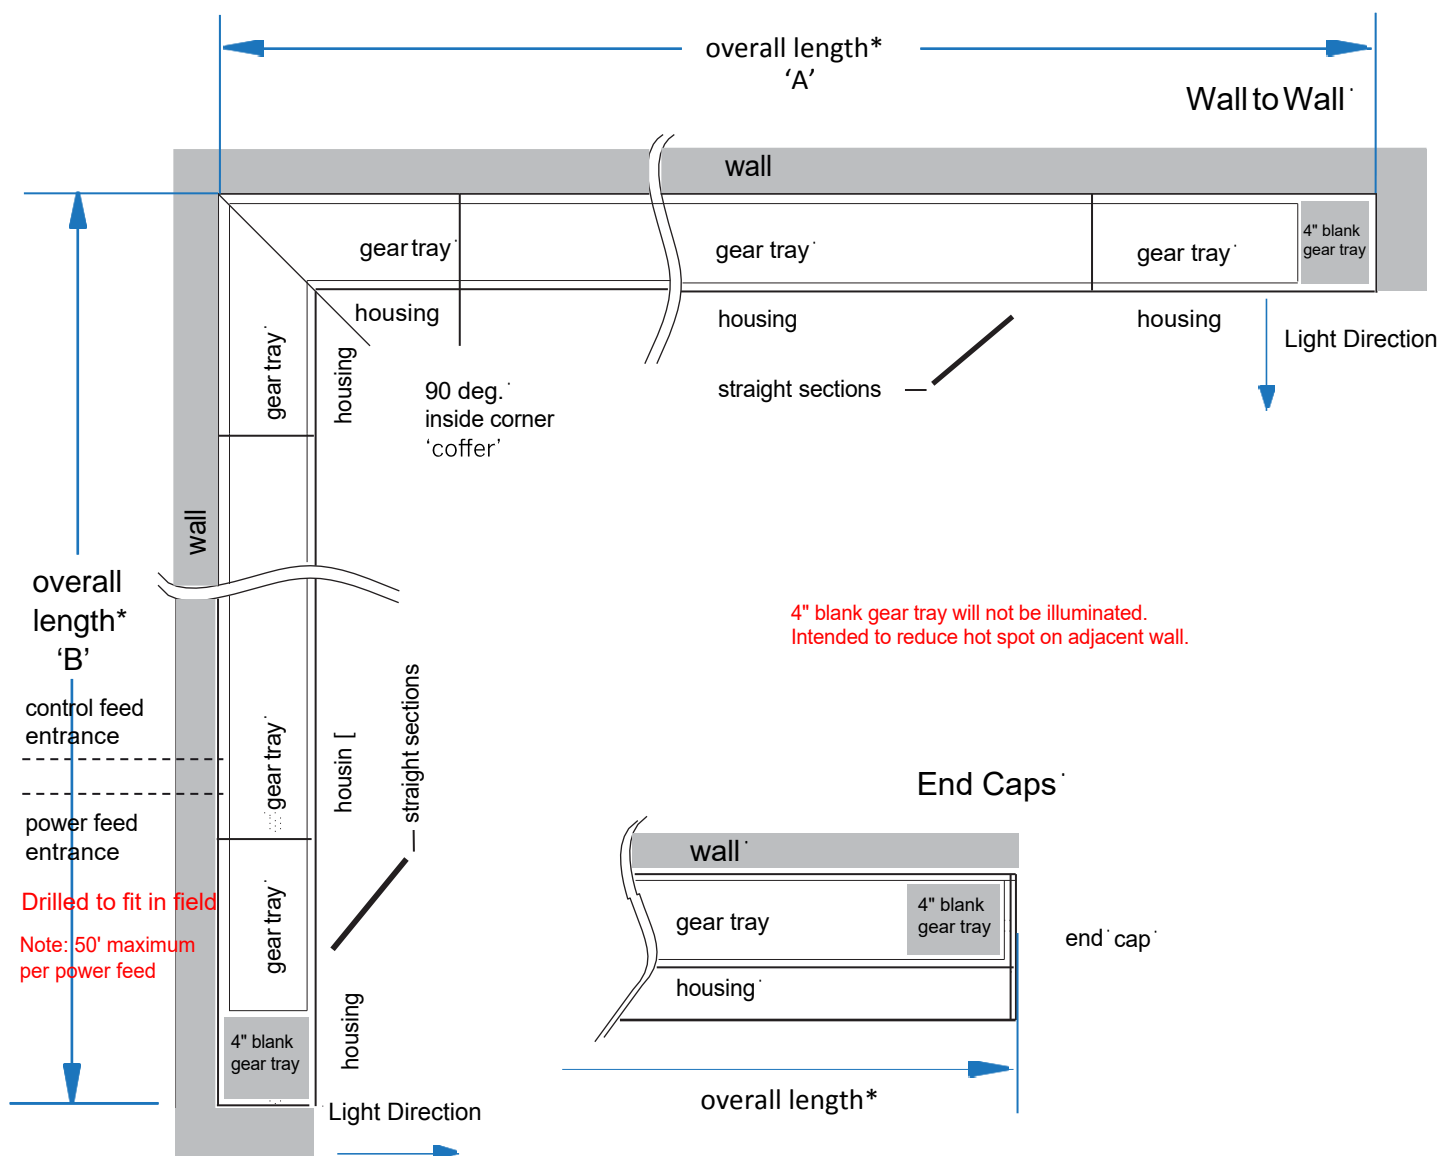 overall length*
‘A’
Wall to Wall
wall
gear tray
gear tray
gear tray
4" blank
gear tray
housing
housing
housing
Light Direction
straight sections
90 deg.
inside corner
‘coffer’
gear tray
housing
wall
overall
length*
‘B’
4" blank gear tray will not be illuminated.
Intended to reduce hot spot on adjacent wall.
control feed
entrance
gear tray
housin [
straight sections
power feed
entrance
Drilled to fit in field
Note: 50' maximum
per power feed
gear tray
housing
4" blank
gear tray
Light Direction
End Caps
wall
gear tray
4" blank
gear tray
end cap
housing
overall length*